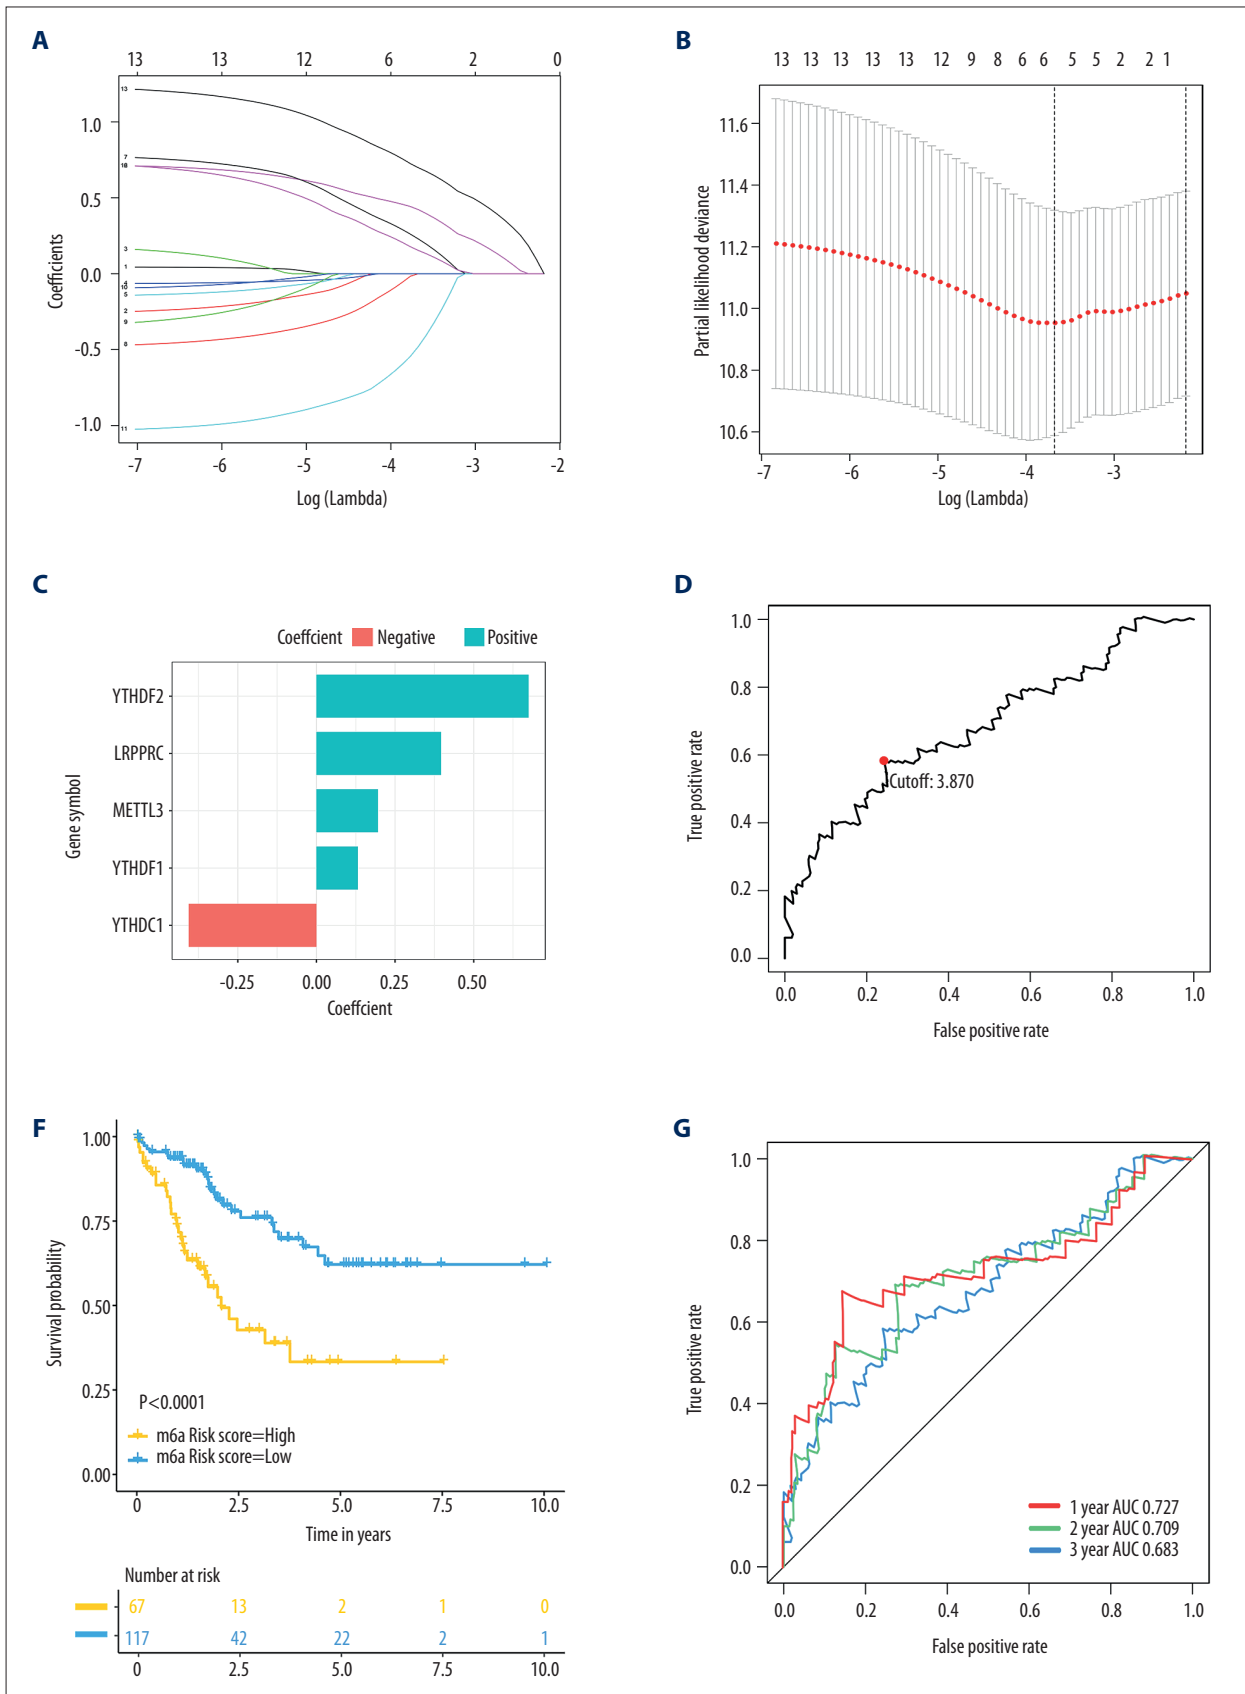 A
13 13 12 6 2 0
1.0
0.5
0.0
-0.5
-1.0
Coefficients
13
7
3
1
5
2
9
8
11
-7 -6 -5 -4 -3 -2
Log (Lambda)
B
13 13 13 13 13 12 9 8 6 6 5 5 2 2 1
11.6
11.4
11.2
11.0
10.8
10.6
Partial likelihood deviance
-7 -6 -5 -4 -3
Log (Lambda)
C
Coeffcient Negative Positive
YTHDF2
LRPPRC
METTL3
YTHDF1
YTHDC1
Gene symbol
-0.25 0.00 0.25 0.50
Coeffcient
D
1.0
0.8
0.6
0.4
0.2
0.0
True positive rate
Cutoff: 3.870
0.0 0.2 0.4 0.6 0.8 1.0
False positive rate
F
1.00
0.75
0.50
0.25
0.00
Survival probability
P<0.0001
m6a Risk score=High
m6a Risk score=Low
0 2.5 5.0 7.5 10.0
Time in years
Number at risk
67 13 2 1 0
117 42 22 2 1
0 2.5 5.0 7.5 10.0
G
1.0
0.8
0.6
0.4
0.2
0.0
True positive rate
1 year AUC 0.727
2 year AUC 0.709
3 year AUC 0.683
0.0 0.2 0.4 0.6 0.8 1.0
False positive rate